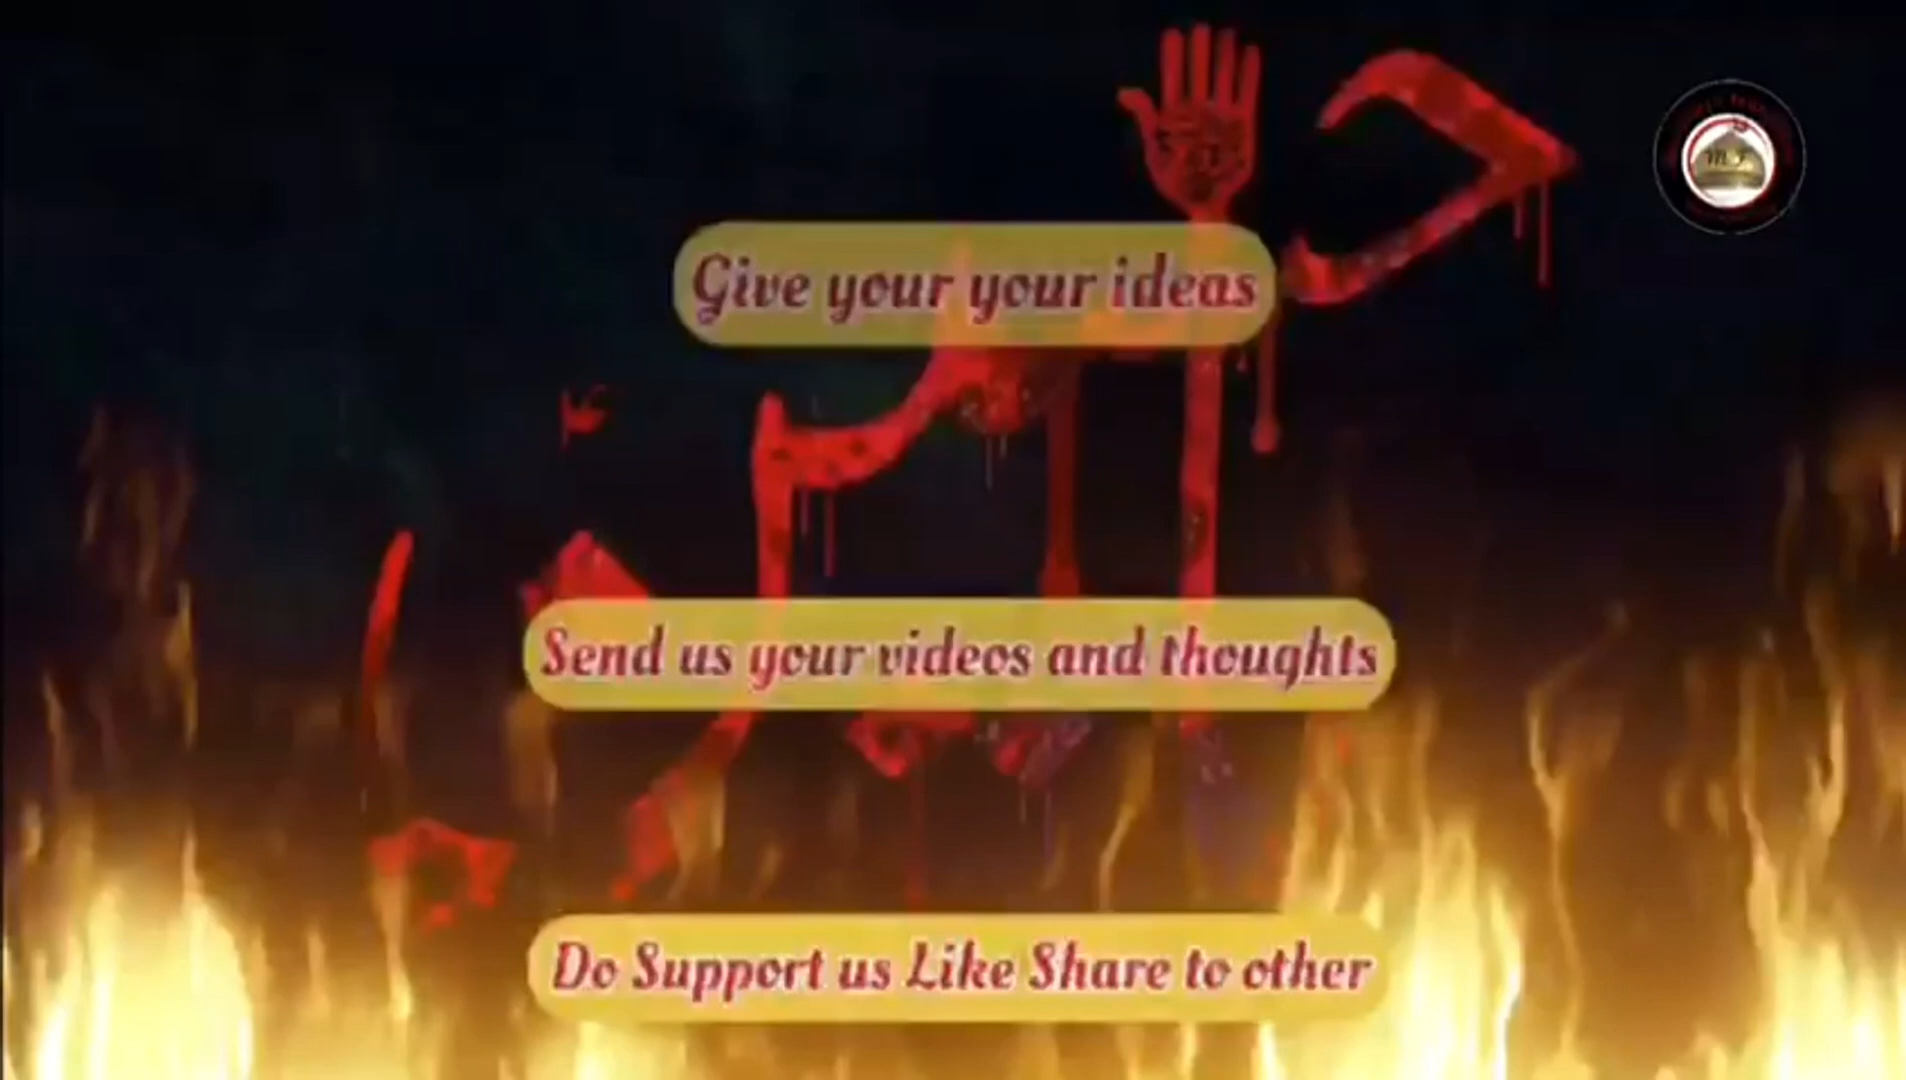 Give your your ideas
Send us your videos and thoughts
Do Support us Like Share to other